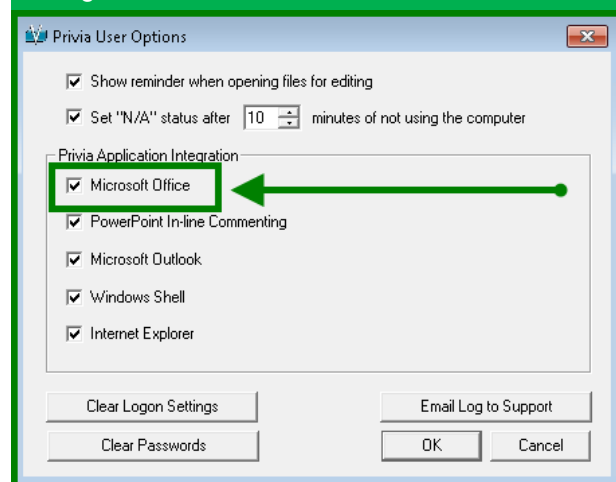 Privia User Options
Show reminder when opening files for editing
Set "N/A" status after 10 minutes of not using the computer
Privia Application Integration
Microsoft Office
PowerPoint In-line Commenting
Microsoft Outlook
Windows Shell
Internet Explorer
Clear Logon Settings Email Log to Support
Clear Passwords OK Cancel